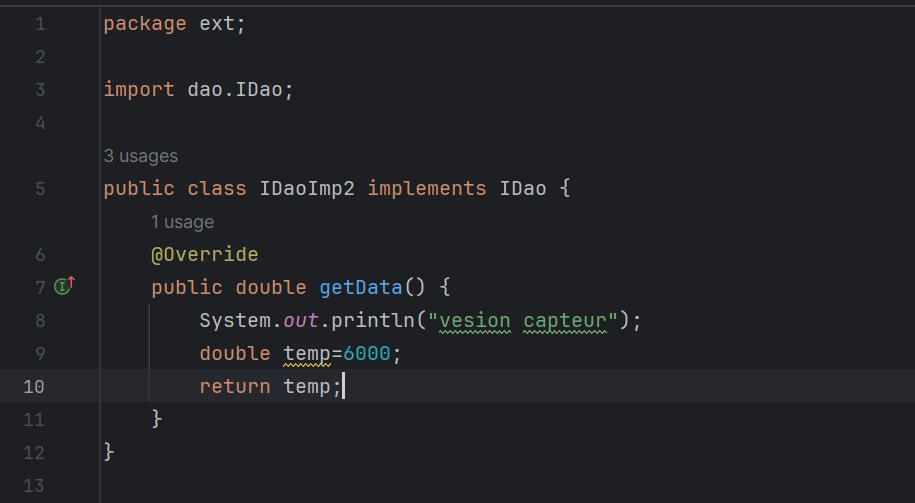 1 package ext;
2
3 import dao.IDao;
4
3 usages
5 public class IDaoImp2 implements IDao {
1 usage
6 @Override
7 public double getData() {
8 System.out.println("vesion capteur");
9 double temp=6000;
10 return temp;
11 }
12 }
13